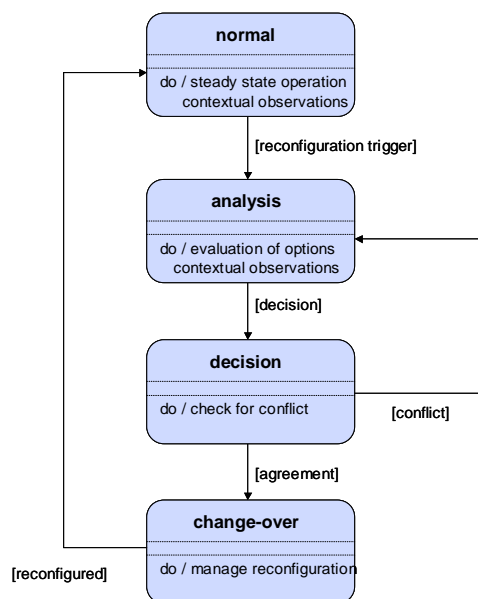 normal
do / steady state operation
contextual observations
[reconfiguration trigger]
analysis
do / evaluation of options
contextual observations
[decision]
decision
do / check for conflict
[conflict]
[agreement]
change-over
do / manage reconfiguration
[reconfigured]